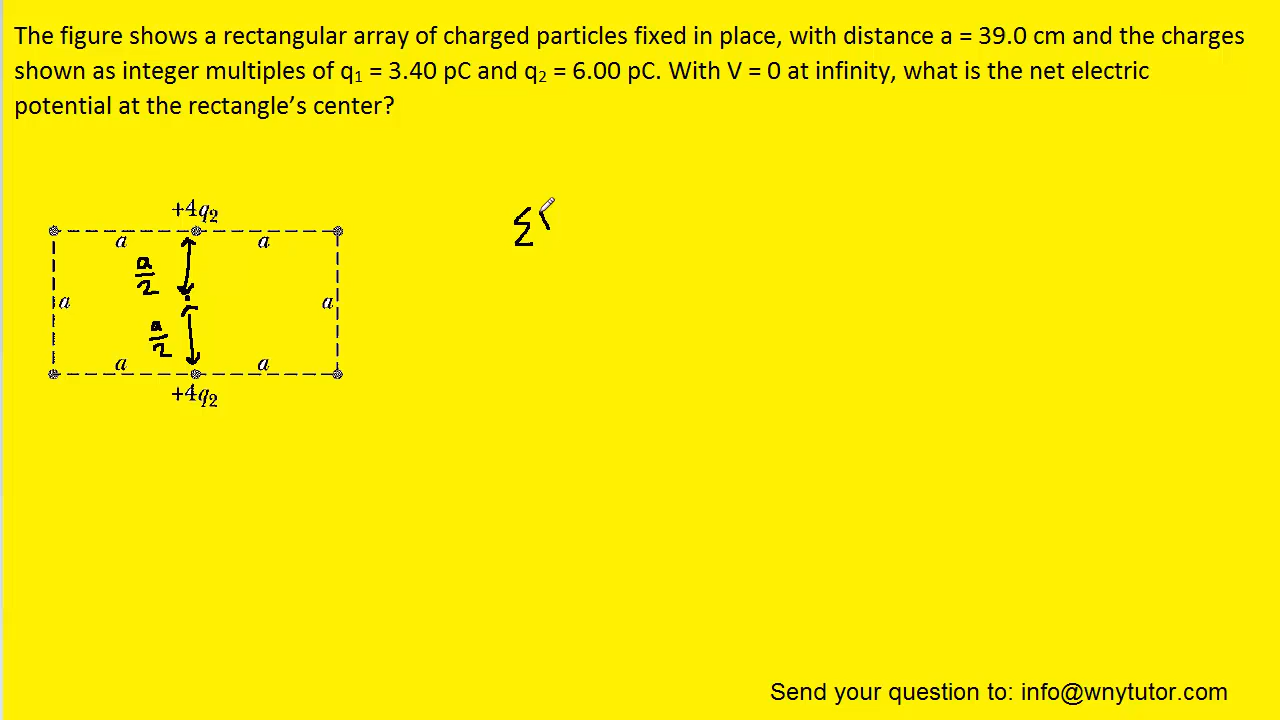 The figure shows a rectangular array of charged particles fixed in place, with distance a = 39.0 cm and the charges
shown as integer multiples of q₁ = 3.40 pC and q₂ = 6.00 pC. With V = 0 at infinity, what is the net electric
potential at the rectangle’s center?
+4q₂
a a
a/2
a a
a/2
a a
+4q₂
Σ
Send your question to: info@wnytutor.com